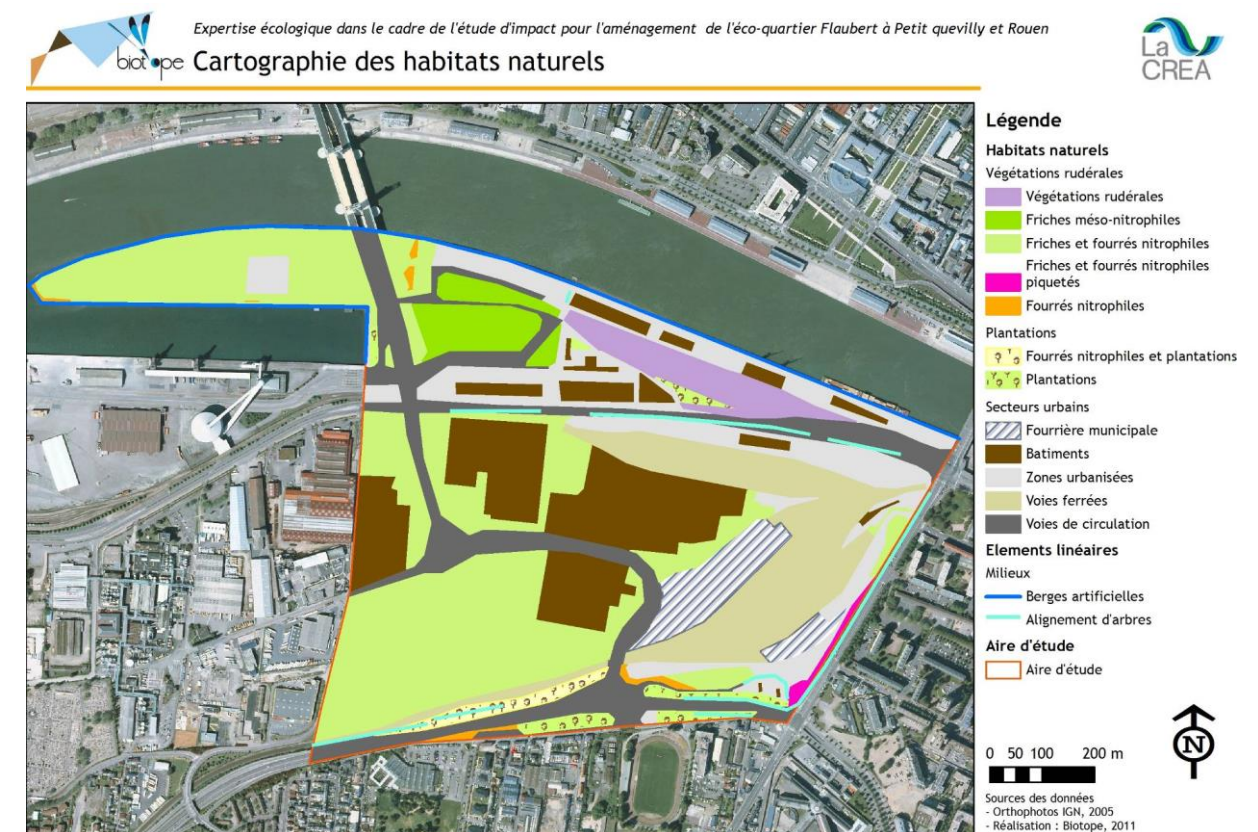 Expertise écologique dans le cadre de l'étude d'impact pour l'aménagement de l'éco-quartier Flaubert à Petit quevilly et Rouen
biotope
Cartographie des habitats naturels
La
CREA
Légende
Habitats naturels
Végétations rudérales
Végétations rudérales
Friches méso-nitrophiles
Friches et fourrés nitrophiles
Friches et fourrés nitrophiles
piquetés
Fourrés nitrophiles
Plantations
Fourrés nitrophiles et plantations
Plantations
Secteurs urbains
Fourrière municipale
Batiments
Zones urbanisées
Voies ferrées
Voies de circulation
Elements linéaires
Milieux
Berges artificielles
Alignement d'arbres
Aire d'étude
Aire d'étude
N
0 50 100 200 m
Sources des données
- Orthophotos IGN, 2005
- Réalisation : Biotope, 2011